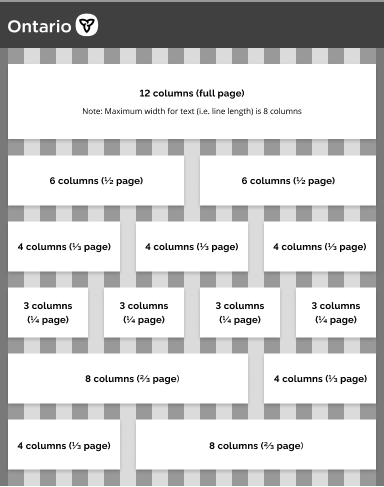 Ontario
12 columns (full page)
Note: Maximum width for text (i.e. line length) is 8 columns
6 columns (½ page)
6 columns (½ page)
4 columns (⅓ page)
4 columns (⅓ page)
4 columns (⅓ page)
3 columns
(¼ page)
3 columns
(¼ page)
3 columns
(¼ page)
3 columns
(¼ page)
8 columns (⅔ page)
4 columns (⅓ page)
4 columns (⅓ page)
8 columns (⅔ page)